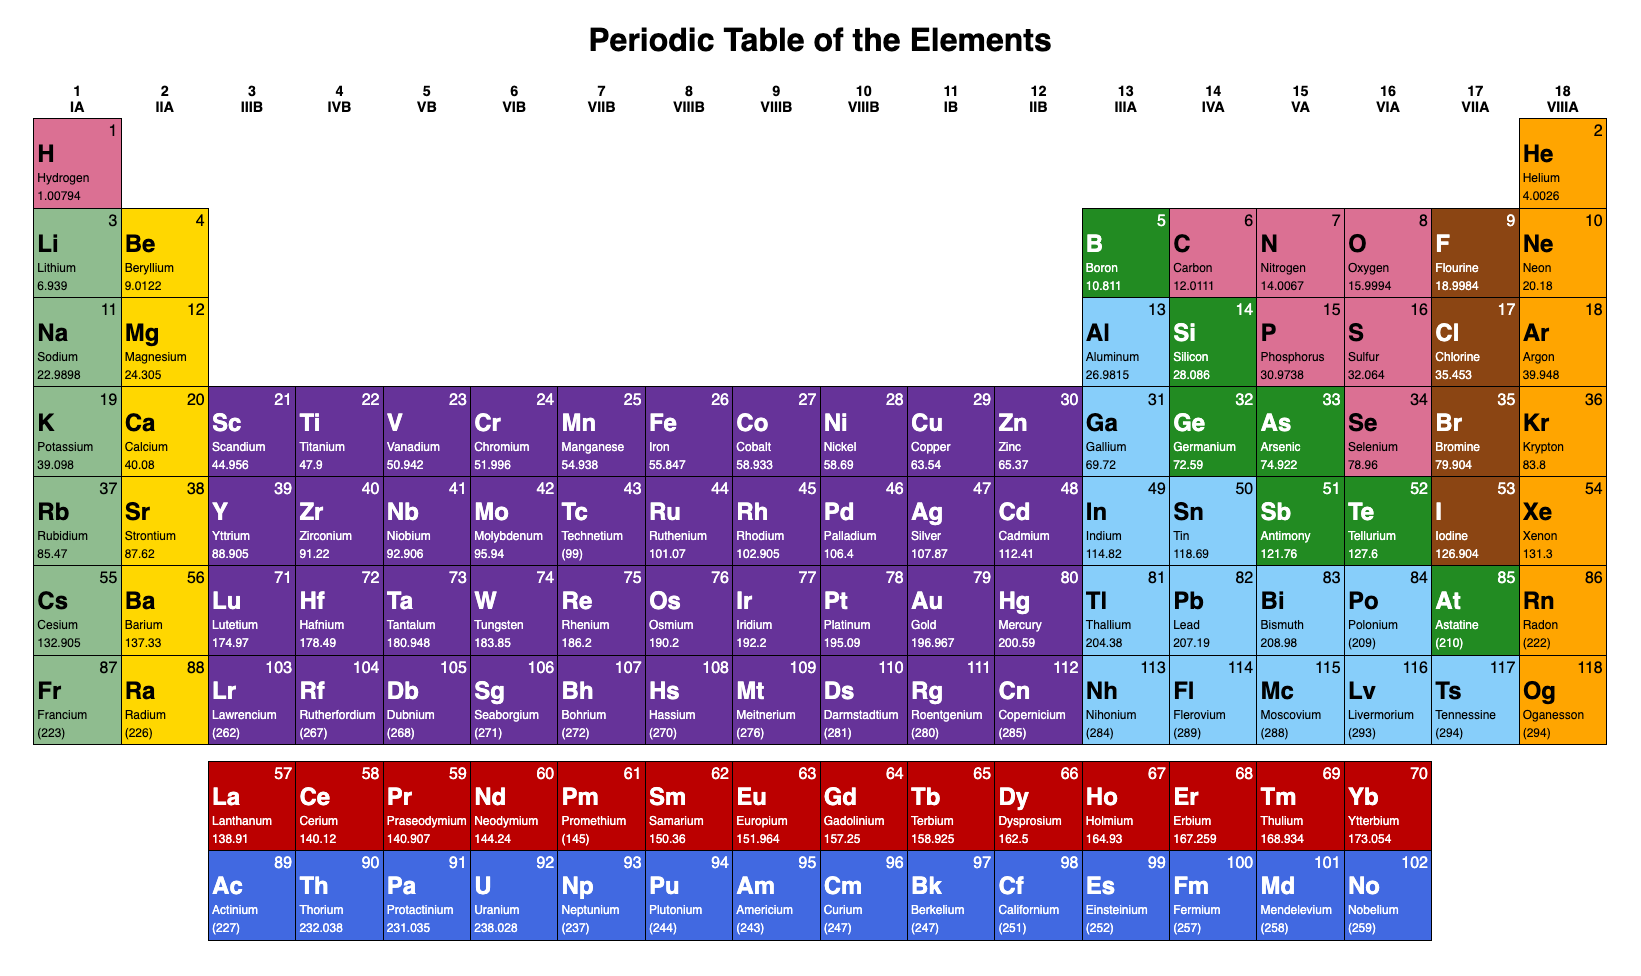 Periodic Table of the Elements
1 2 3 4 5 6 7 8 9 10 11 12 13 14 15 16 17 18
IA IIA IIIB IVB VB VIB VIIB VIIIB VIIIB VIIIB IB IIB IIIA IVA VA VIA VIIA VIIIA
1 2
H He
Hydrogen Helium
1.00794 4.0026
3 4 5 6 7 8 9 10
Li Be B C N O F Ne
Lithium Beryllium Boron Carbon Nitrogen Oxygen Flourine Neon
6.939 9.0122 10.811 12.0111 14.0067 15.9994 18.9984 20.18
11 12 13 14 15 16 17 18
Na Mg Al Si P S Cl Ar
Sodium Magnesium Aluminum Silicon Phosphorus Sulfur Chlorine Argon
22.9898 24.305 26.9815 28.086 30.9738 32.064 35.453 39.948
19 20 21 22 23 24 25 26 27 28 29 30 31 32 33 34 35 36
K Ca Sc Ti V Cr Mn Fe Co Ni Cu Zn Ga Ge As Se Br Kr
Potassium Calcium Scandium Titanium Vanadium Chromium Manganese Iron Cobalt Nickel Copper Zinc Gallium Germanium Arsenic Selenium Bromine Krypton
39.098 40.08 44.956 47.9 50.942 51.996 54.938 55.847 58.933 58.69 63.54 65.37 69.72 72.59 74.922 78.96 79.904 83.8
37 38 39 40 41 42 43 44 45 46 47 48 49 50 51 52 53 54
Rb Sr Y Zr Nb Mo Tc Ru Rh Pd Ag Cd In Sn Sb Te I Xe
Rubidium Strontium Yttrium Zirconium Niobium Molybdenum Technetium Ruthenium Rhodium Palladium Silver Cadmium Indium Tin Antimony Tellurium Iodine Xenon
85.47 87.62 88.905 91.22 92.906 95.94 (99) 101.07 102.905 106.4 107.87 112.41 114.82 118.69 121.76 127.6 126.904 131.3
55 56 71 72 73 74 75 76 77 78 79 80 81 82 83 84 85 86
Cs Ba Lu Hf Ta W Re Os Ir Pt Au Hg Tl Pb Bi Po At Rn
Cesium Barium Lutetium Hafnium Tantalum Tungsten Rhenium Osmium Iridium Platinum Gold Mercury Thallium Lead Bismuth Polonium Astatine Radon
132.905 137.33 174.97 178.49 180.948 183.85 186.2 190.2 192.2 195.09 196.967 200.59 204.38 207.19 208.98 (209) (210) (222)
87 88 103 104 105 106 107 108 109 110 111 112 113 114 115 116 117 118
Fr Ra Lr Rf Db Sg Bh Hs Mt Ds Rg Cn Nh Fl Mc Lv Ts Og
Francium Radium Lawrencium Rutherfordium Dubnium Seaborgium Bohrium Hassium Meitnerium Darmstadtium Roentgenium Copernicium Nihonium Flerovium Moscovium Livermorium Tennessine Oganesson
(223) (226) (262) (267) (268) (271) (272) (270) (276) (281) (280) (285) (284) (289) (288) (293) (294) (294)
57 58 59 60 61 62 63 64 65 66 67 68 69 70
La Ce Pr Nd Pm Sm Eu Gd Tb Dy Ho Er Tm Yb
Lanthanum Cerium Praseodymium Neodymium Promethium Samarium Europium Gadolinium Terbium Dysprosium Holmium Erbium Thulium Ytterbium
138.91 140.12 140.907 144.24 (145) 150.36 151.964 157.25 158.925 162.5 164.93 167.259 168.934 173.054
89 90 91 92 93 94 95 96 97 98 99 100 101 102
Ac Th Pa U Np Pu Am Cm Bk Cf Es Fm Md No
Actinium Thorium Protactinium Uranium Neptunium Plutonium Americium Curium Berkelium Californium Einsteinium Fermium Mendelevium Nobelium
(227) 232.038 231.035 238.028 (237) (244) (243) (247) (247) (251) (252) (257) (258) (259)